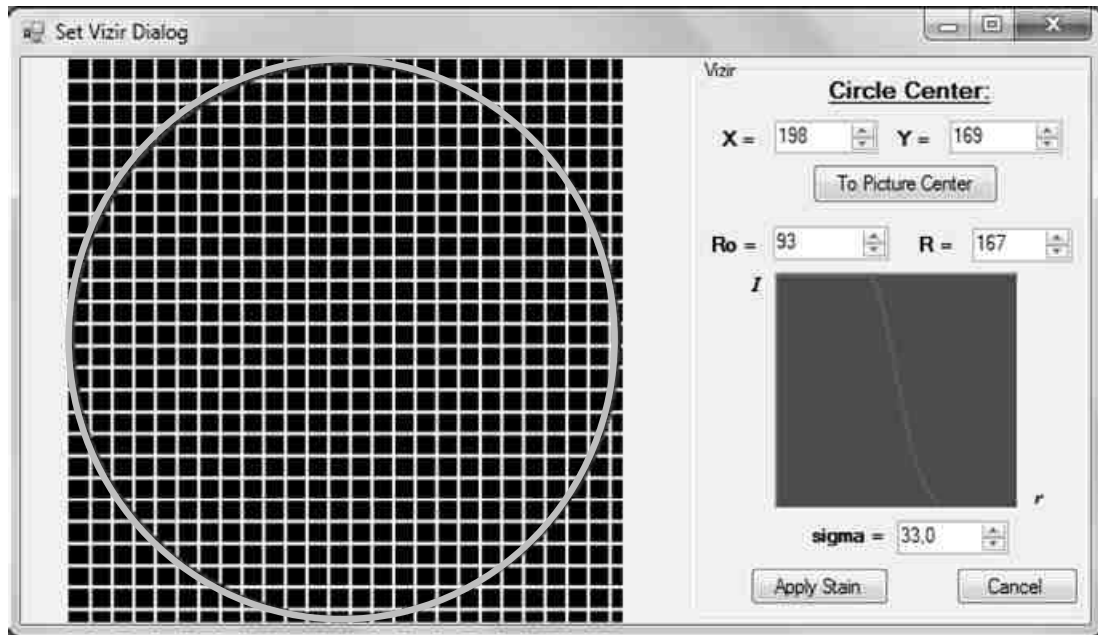 Set Vizir Dialog
Vizir
Circle Center:
X = 198 Y = 169
To Picture Center
Ro = 93 R = 167
I
r
sigma = 33,0
Apply Stain Cancel